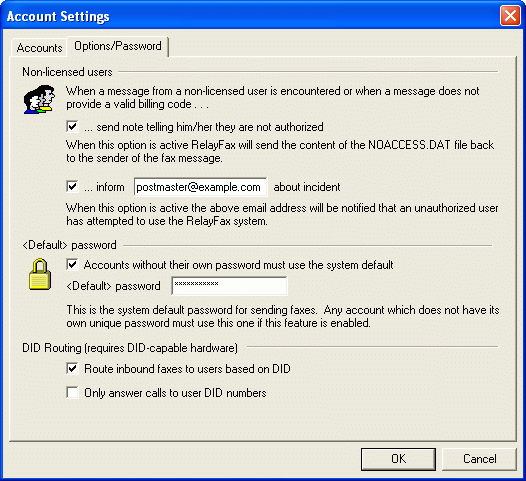 Account Settings
Accounts
Options/Password
Non-licensed users
When a message from a non-licensed user is encountered or when a message does not
provide a valid billing code . . .
... send note telling him/her they are not authorized
When this option is active RelayFax will send the content of the NOACCESS.DAT file back
to the sender of the fax message.
... inform postmaster@example.com about incident
When this option is active the above email address will be notified that an unauthorized user
has attempted to use the RelayFax system.
<Default> password
Accounts without their own password must use the system default
<Default> password ***********
This is the system default password for sending faxes. Any account which does not have its
own unique password must use this one if this feature is enabled.
DID Routing (requires DID-capable hardware)
Route inbound faxes to users based on DID
Only answer calls to user DID numbers
OK
Cancel